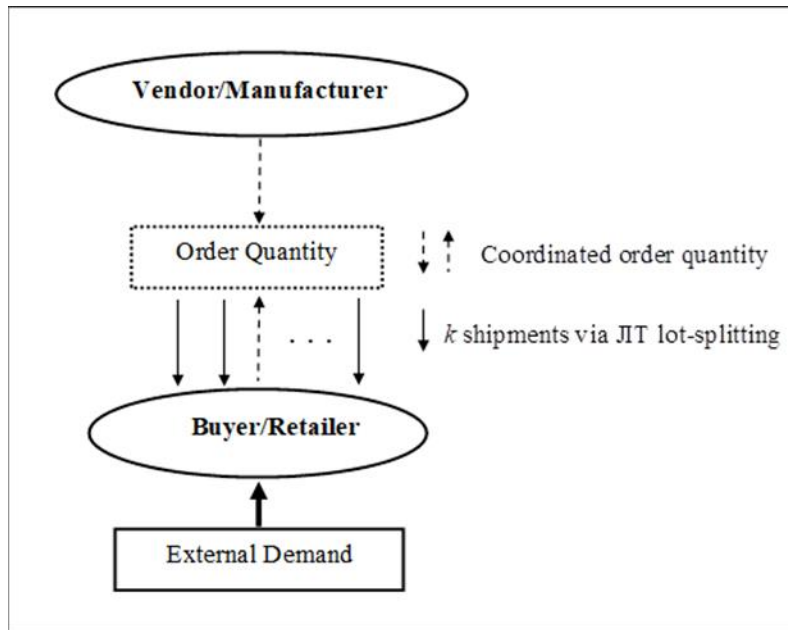 Vendor/Manufacturer
Order Quantity
Coordinated order quantity
. . .
k shipments via JIT lot-splitting
Buyer/Retailer
External Demand